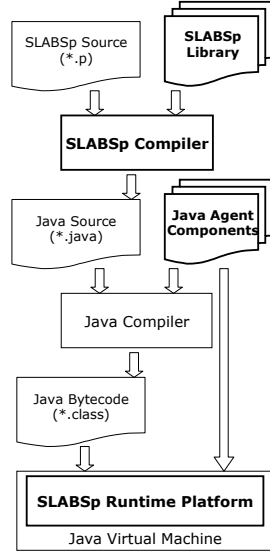 SLABSp Source
(*.p)
SLABSp
Library
SLABSp Compiler
Java Source
(*.java)
Java Agent
Components
Java Compiler
Java Bytecode
(*.class)
SLABSp Runtime Platform
Java Virtual Machine